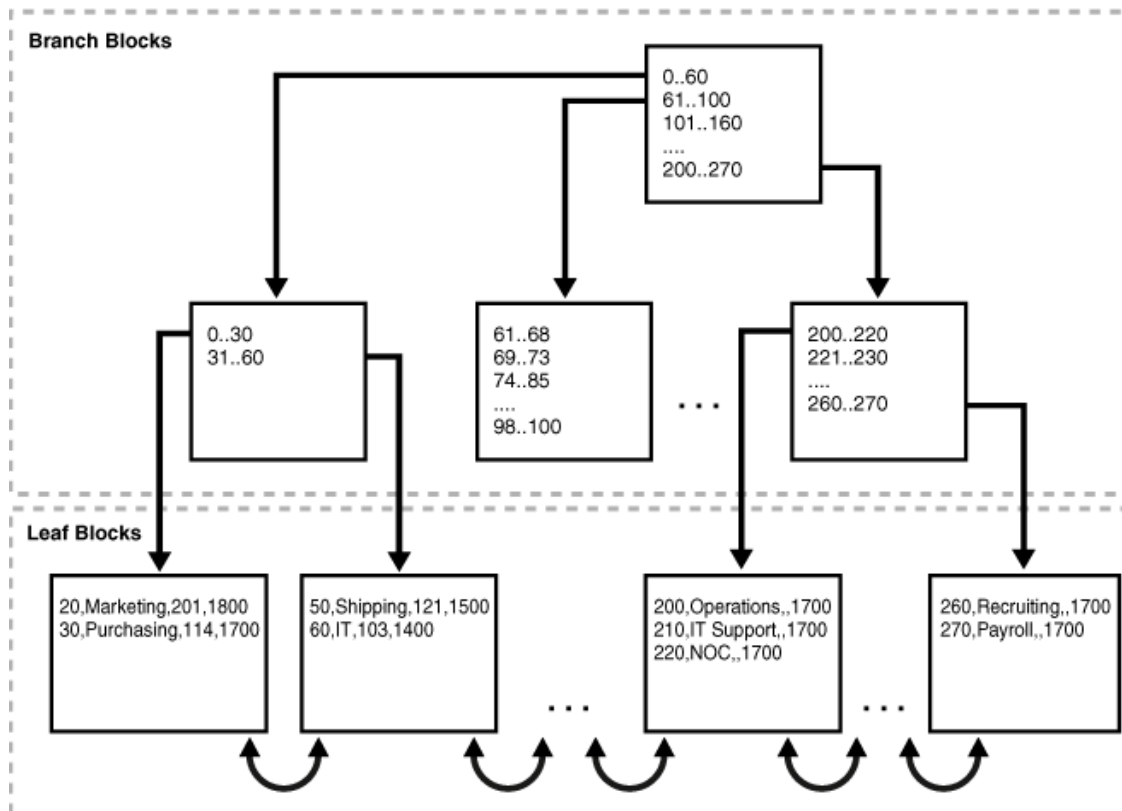 Branch Blocks
0..60
61..100
101..160
....
200..270
0..30
31..60
61..68
69..73
74..85
....
98..100
...
200..220
221..230
....
260..270
Leaf Blocks
20,Marketing,201,1800
30,Purchasing,114,1700
50,Shipping,121,1500
60,IT,103,1400
...
200,Operations,,1700
210,IT Support,,1700
220,NOC,,1700
...
260,Recruiting,,1700
270,Payroll,,1700